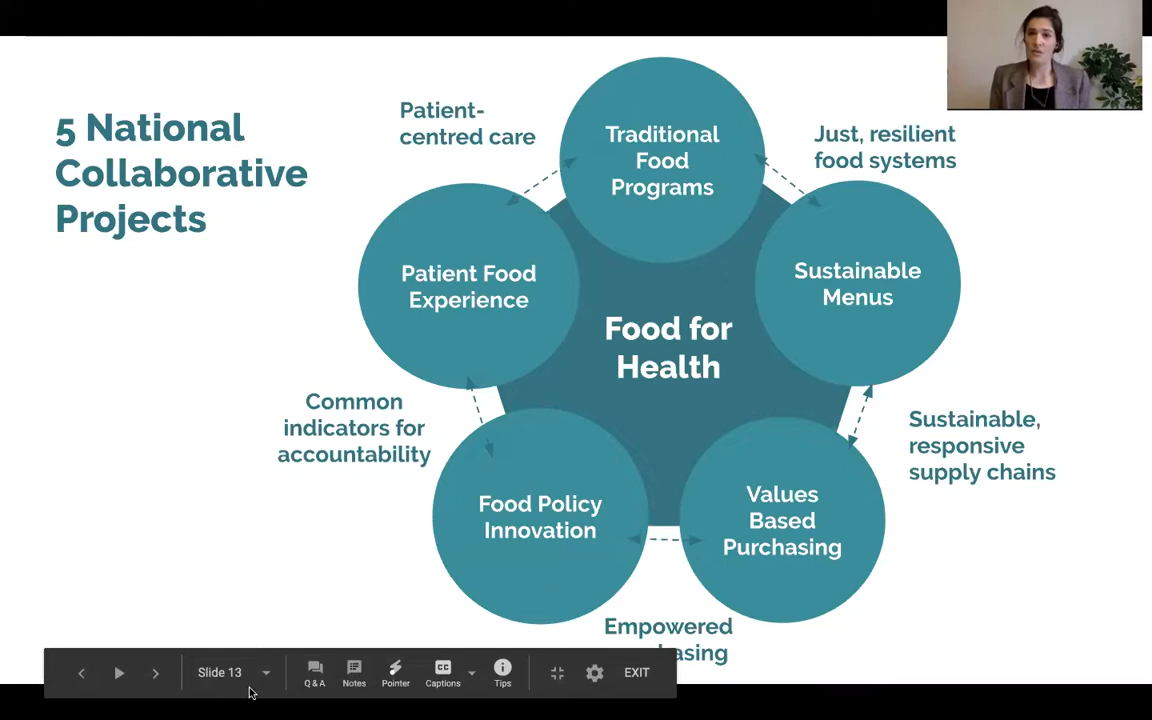 5 National
Collaborative
Projects
Patient-
centred care
Traditional
Food
Programs
Just, resilient
food systems
Patient Food
Experience
Sustainable
Menus
Food for
Health
Common
indicators for
accountability
Sustainable,
responsive
supply chains
Food Policy
Innovation
Values
Based
Purchasing
Empowered
asing
Slide 13
Q & A
Notes
Pointer
CC
Captions
Tips
EXIT